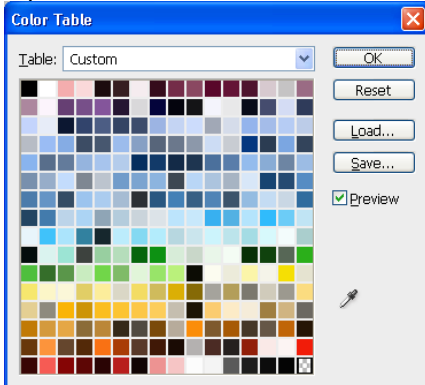 Color Table
Table: Custom
OK
Reset
Load...
Save...
Preview